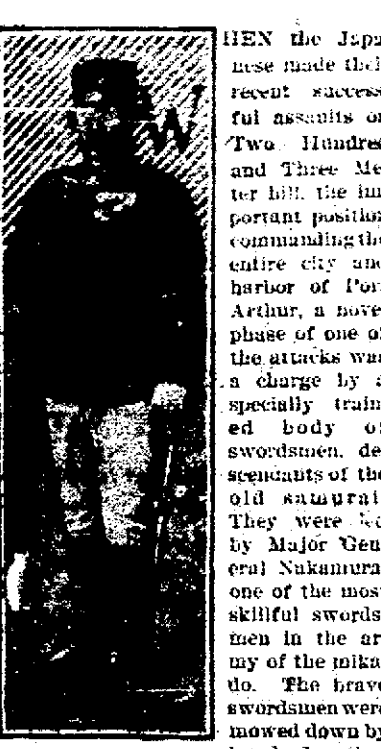 W
HEN the Japa
nese made thei
recent success
ful assaults on
Two Hundred
and Three Me
ter hill, the im
portant position
commanding the
entire city and
harbor of Port
Arthur, a novel
phase of one of
the attacks was
a charge by a
specially train
ed body of
swordsmen, de
scendants of the
old samurai
They were led
by Major Gen
eral Nakamura
one of the most
skillful swords
men in the ar
my of the mika
do. The brave
swordsmen were
mowed down by